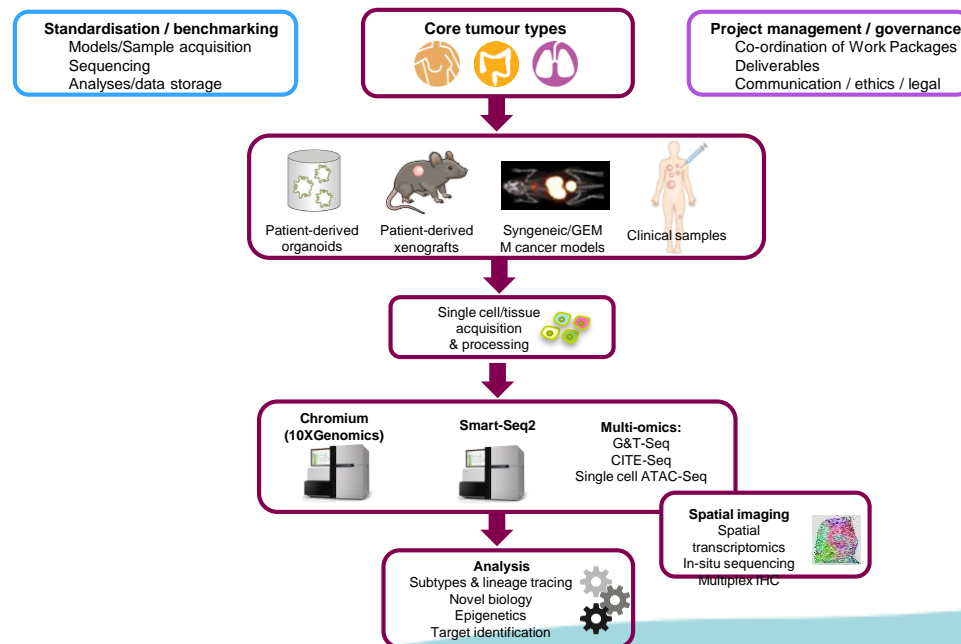 Standardisation / benchmarking
Models/Sample acquisition
Sequencing
Analyses/data storage
Core tumour types
Project management / governance
Co-ordination of Work Packages
Deliverables
Communication / ethics / legal
Patient-derived
organoids
Patient-derived
xenografts
Syngeneic/GEM
M cancer models
Clinical samples
Single cell/tissue
acquisition
& processing
Chromium
(10XGenomics)
Smart-Seq2
Multi-omics:
G&T-Seq
CITE-Seq
Single cell ATAC-Seq
Spatial imaging
Spatial
transcriptomics
In-situ sequencing
Multiplex IHC
Analysis
Subtypes & lineage tracing
Novel biology
Epigenetics
Target identification